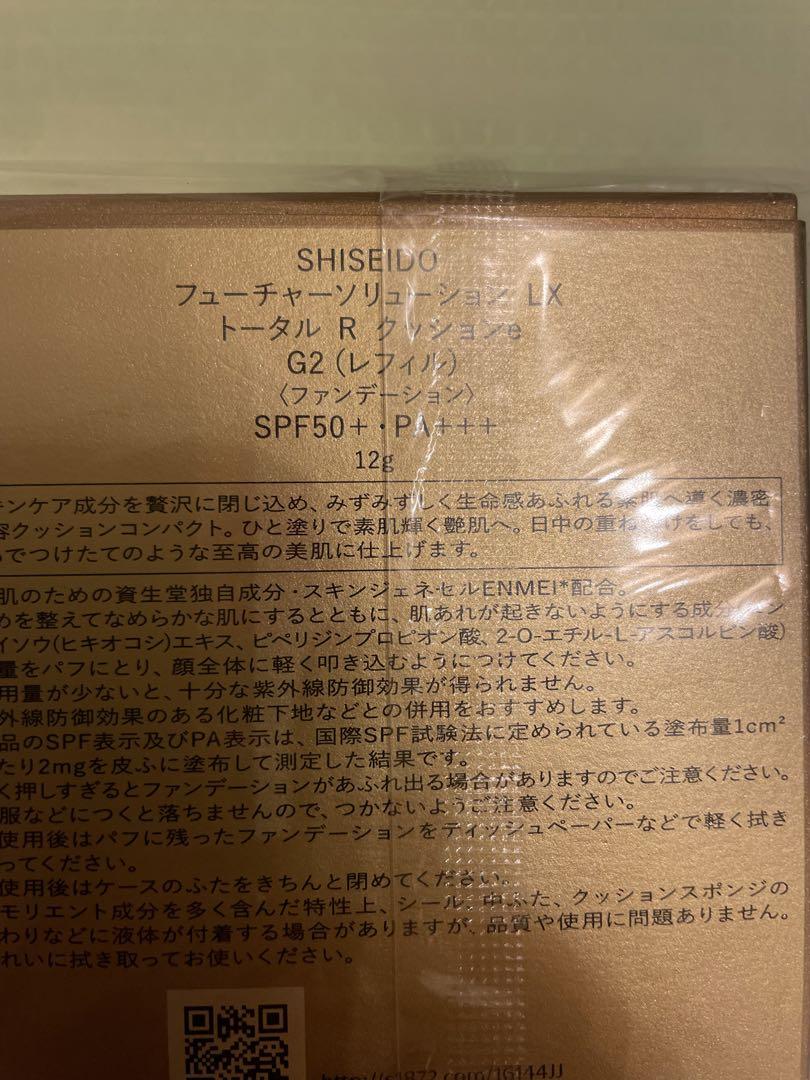 SHISEIDO
フューチャーソリューション LX
トータル R クッションe
G2(レフィル)
〈ファンデーション〉
SPF50+・PA+++
12g
キンケア成分を贅沢に閉じ込め、みずみずしく生命感あふれる素肌へ導く濃密
容クッションコンパクト。ひと塗りで素肌輝く艶肌へ。日中の重ねづけをしても、
でつけたてのような至高の美肌に仕上げます。
肌のための資生堂独自成分・スキンジェネセルENMEI*配合。
めを整えてなめらかな肌にするとともに、肌あれが起きないようにする成分
イソウ(ヒキオコシ)エキス、ピペリジンプロピオン酸、2-O-エチル-L-アスコルビン酸)
量をパフにとり、顔全体に軽く叩き込むようにつけてください。
用量が少ないと、十分な紫外線防御効果が得られません。
外線防御効果のある化粧下地などとの併用をおすすめします。
品のSPF表示及びPA表示は、国際SPF試験法に定められている塗布量1cm²
たり2mgを皮ふに塗布して測定した結果です。
く押しすぎるとファンデーションがあふれ出る場合がありますのでご注意ください。
服などにつくと落ちませんので、つかないようご注意ください。
使用後はパフに残ったファンデーションをティッシュペーパーなどで軽く拭き
ってください。
使用後はケースのふたをきちんと閉めてください。
モリエント成分を多く含んだ特性上、シール、中ふた、クッションスポンジの
わりなどに液体が付着する場合がありますが、品質や使用に問題ありません。
れいに拭き取ってお使いください。